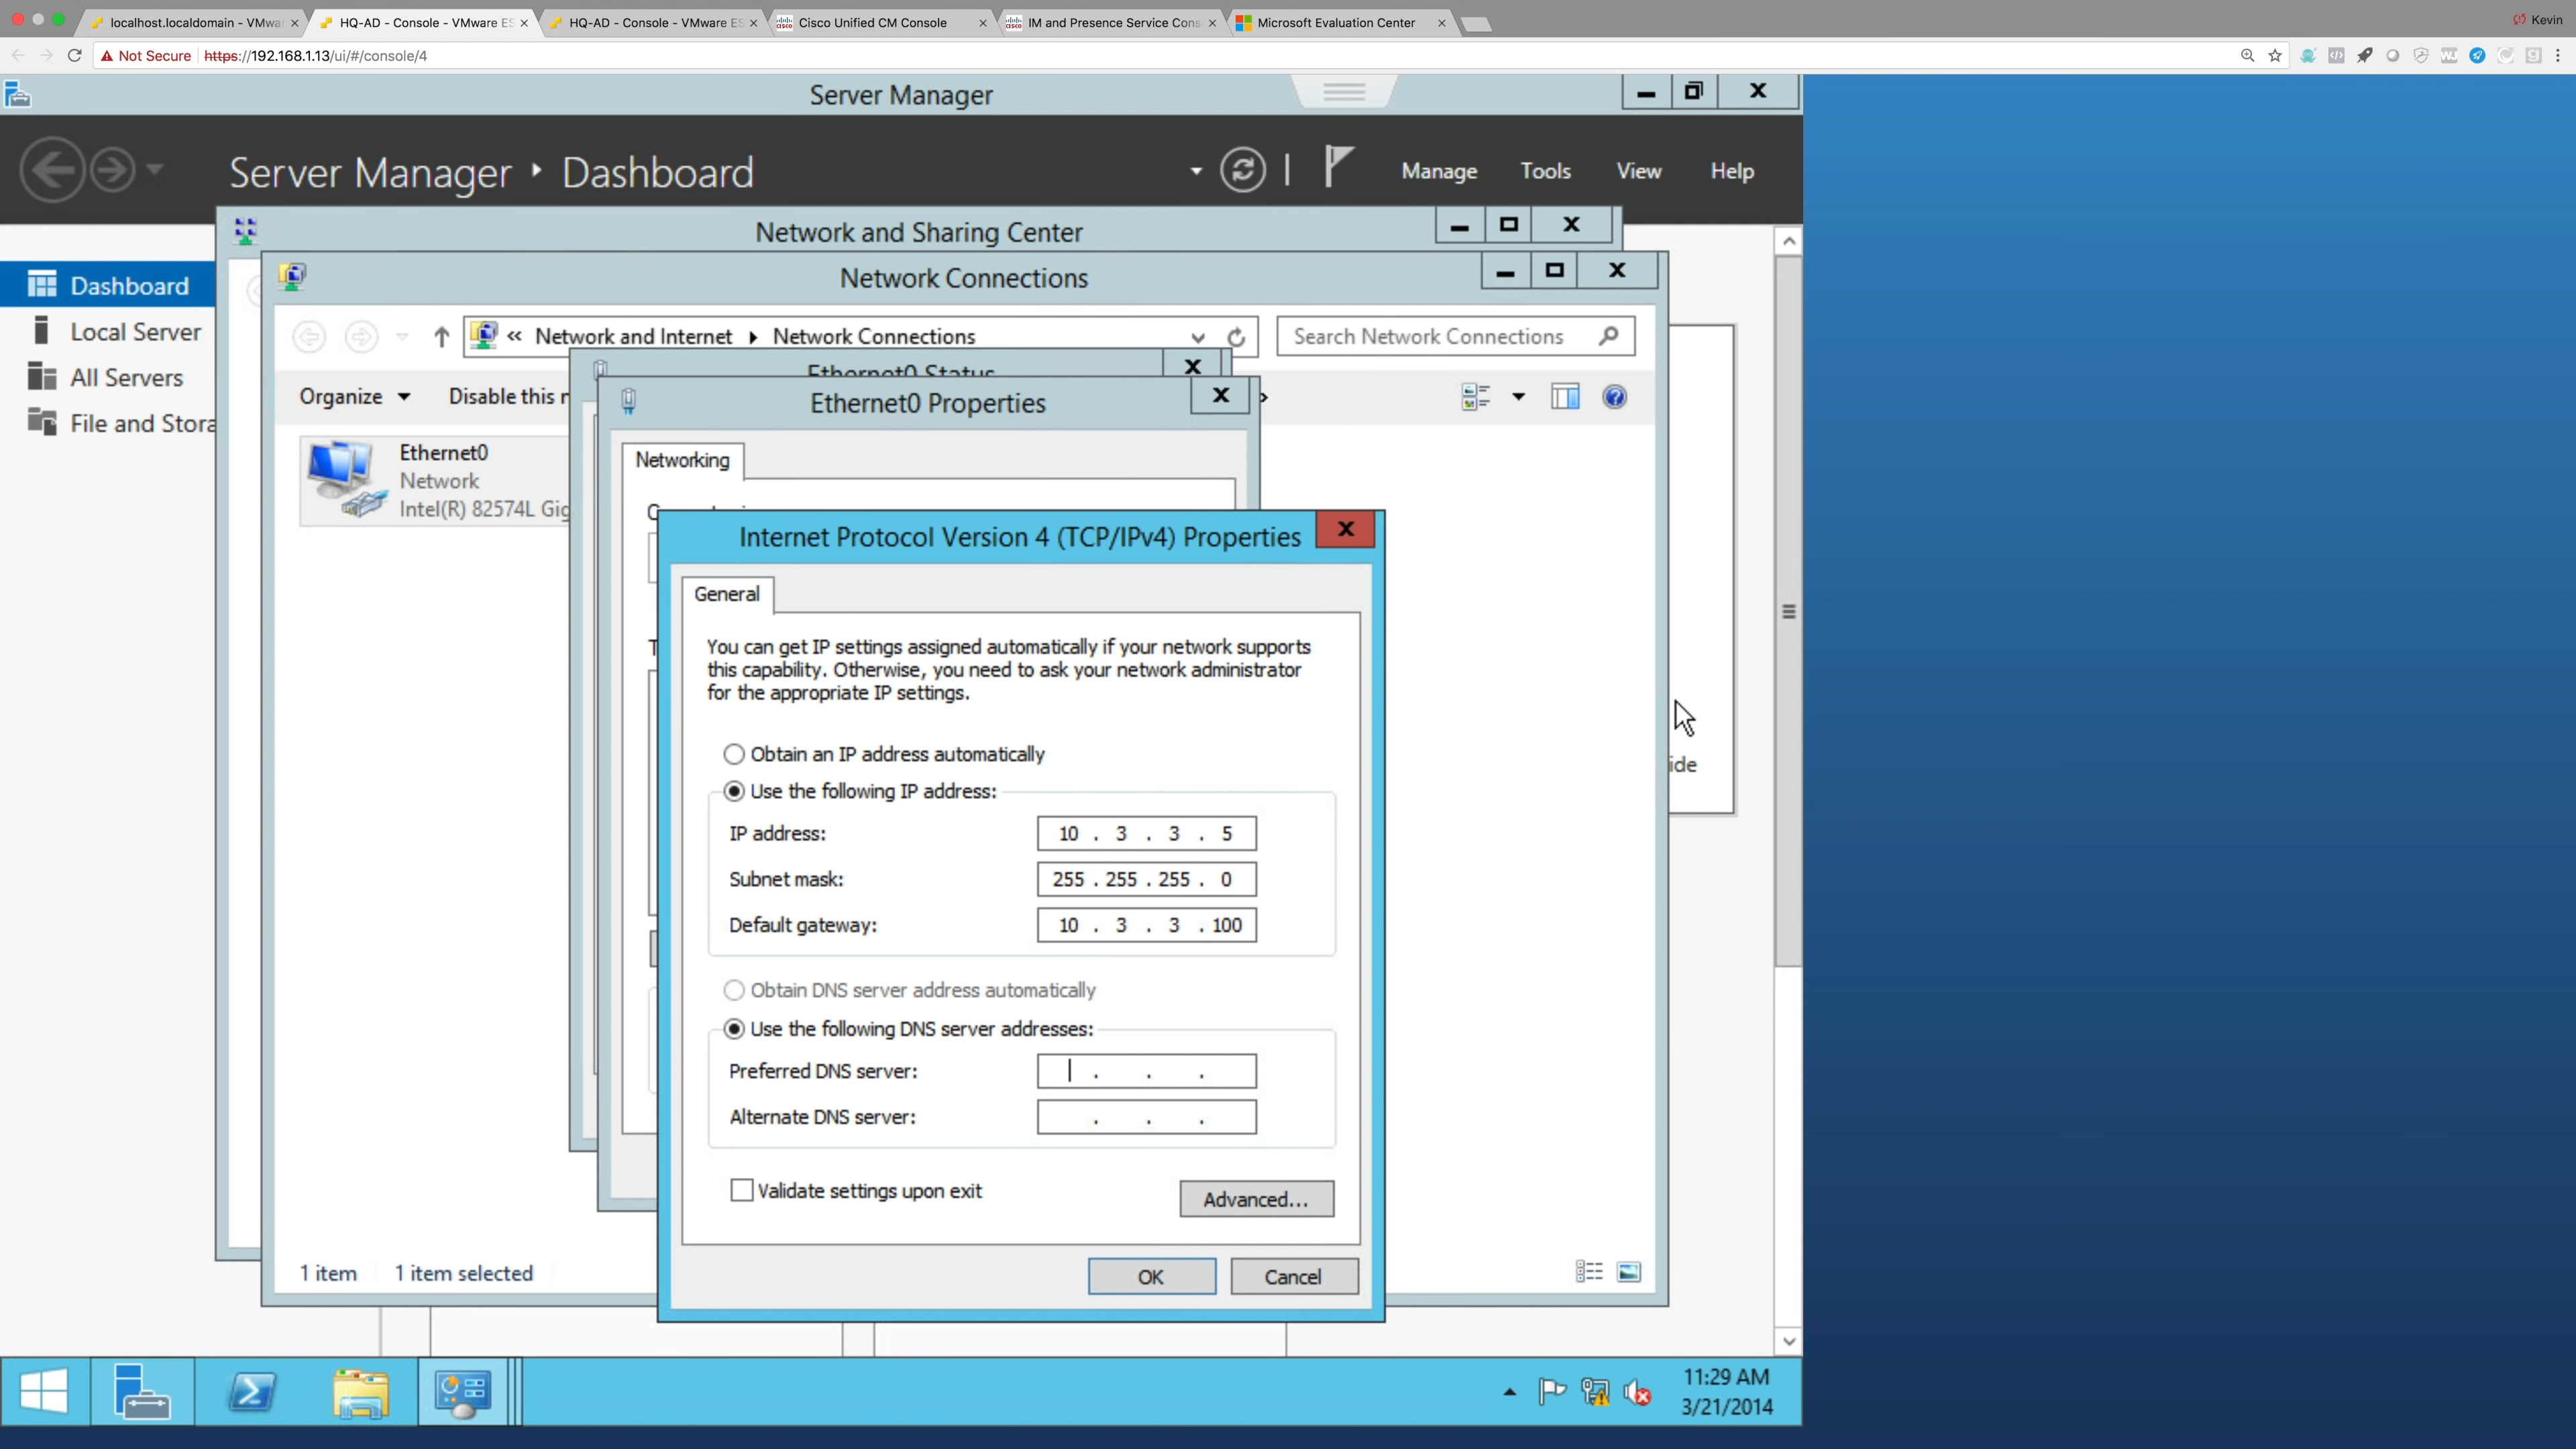 localhost.localdomain - VMwar
HQ-AD - Console - VMware ES
HQ-AD - Console - VMware ES
Cisco Unified CM Console
IM and Presence Service Cons
Microsoft Evaluation Center
Kevin
Not Secure
https://192.168.1.13/ui/#/console/4
Server Manager
Server Manager
Dashboard
Manage
Tools
View
Help
Network and Sharing Center
Dashboard
Local Server
All Servers
File and Stora
Network Connections
« Network and Internet
Network Connections
Search Network Connections
Organize
Disable this n
Ethernet0 Status
Ethernet0 Properties
Ethernet0
Network
Intel(R) 82574L Gig
Networking
Internet Protocol Version 4 (TCP/IPv4) Properties
General
You can get IP settings assigned automatically if your network supports
this capability. Otherwise, you need to ask your network administrator
for the appropriate IP settings.
Obtain an IP address automatically
ide
Use the following IP address:
IP address:
10 . 3 . 3 . 5
Subnet mask:
255 . 255 . 255 . 0
Default gateway:
10 . 3 . 3 . 100
Obtain DNS server address automatically
Use the following DNS server addresses:
Preferred DNS server:
. . .
Alternate DNS server:
. . .
Validate settings upon exit
Advanced...
OK
Cancel
1 item
1 item selected
11:29 AM
3/21/2014